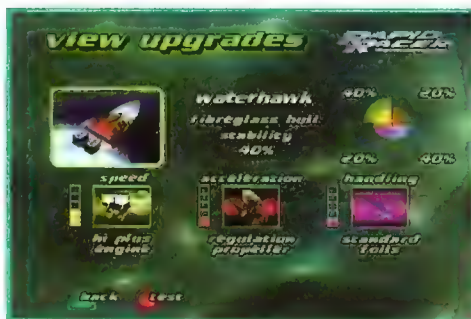 view upgrades
RAPID RACER
waterhawk
fibreglass hull
stability
40%
40% 20%
20% 40%
speed
acceleration
handling
hi plus
engine
regulation
propeller
standard
foils
back test